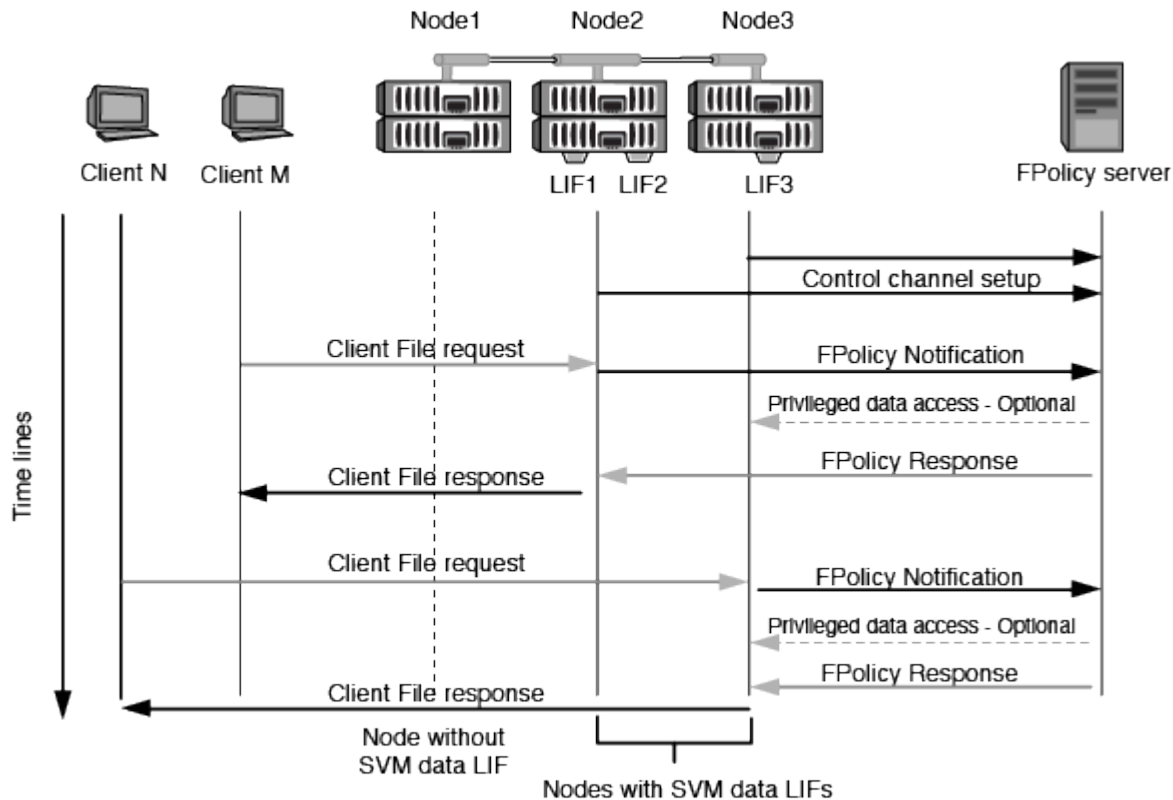 Node1
Node2
Node3
Client N
Client M
LIF1
LIF2
LIF3
FPolicy server
Control channel setup
Client File request
FPolicy Notification
Privileged data access - Optional
FPolicy Response
Client File response
Time lines
Client File request
FPolicy Notification
Privileged data access - Optional
FPolicy Response
Client File response
Node without
SVM data LIF
Nodes with SVM data LIFs